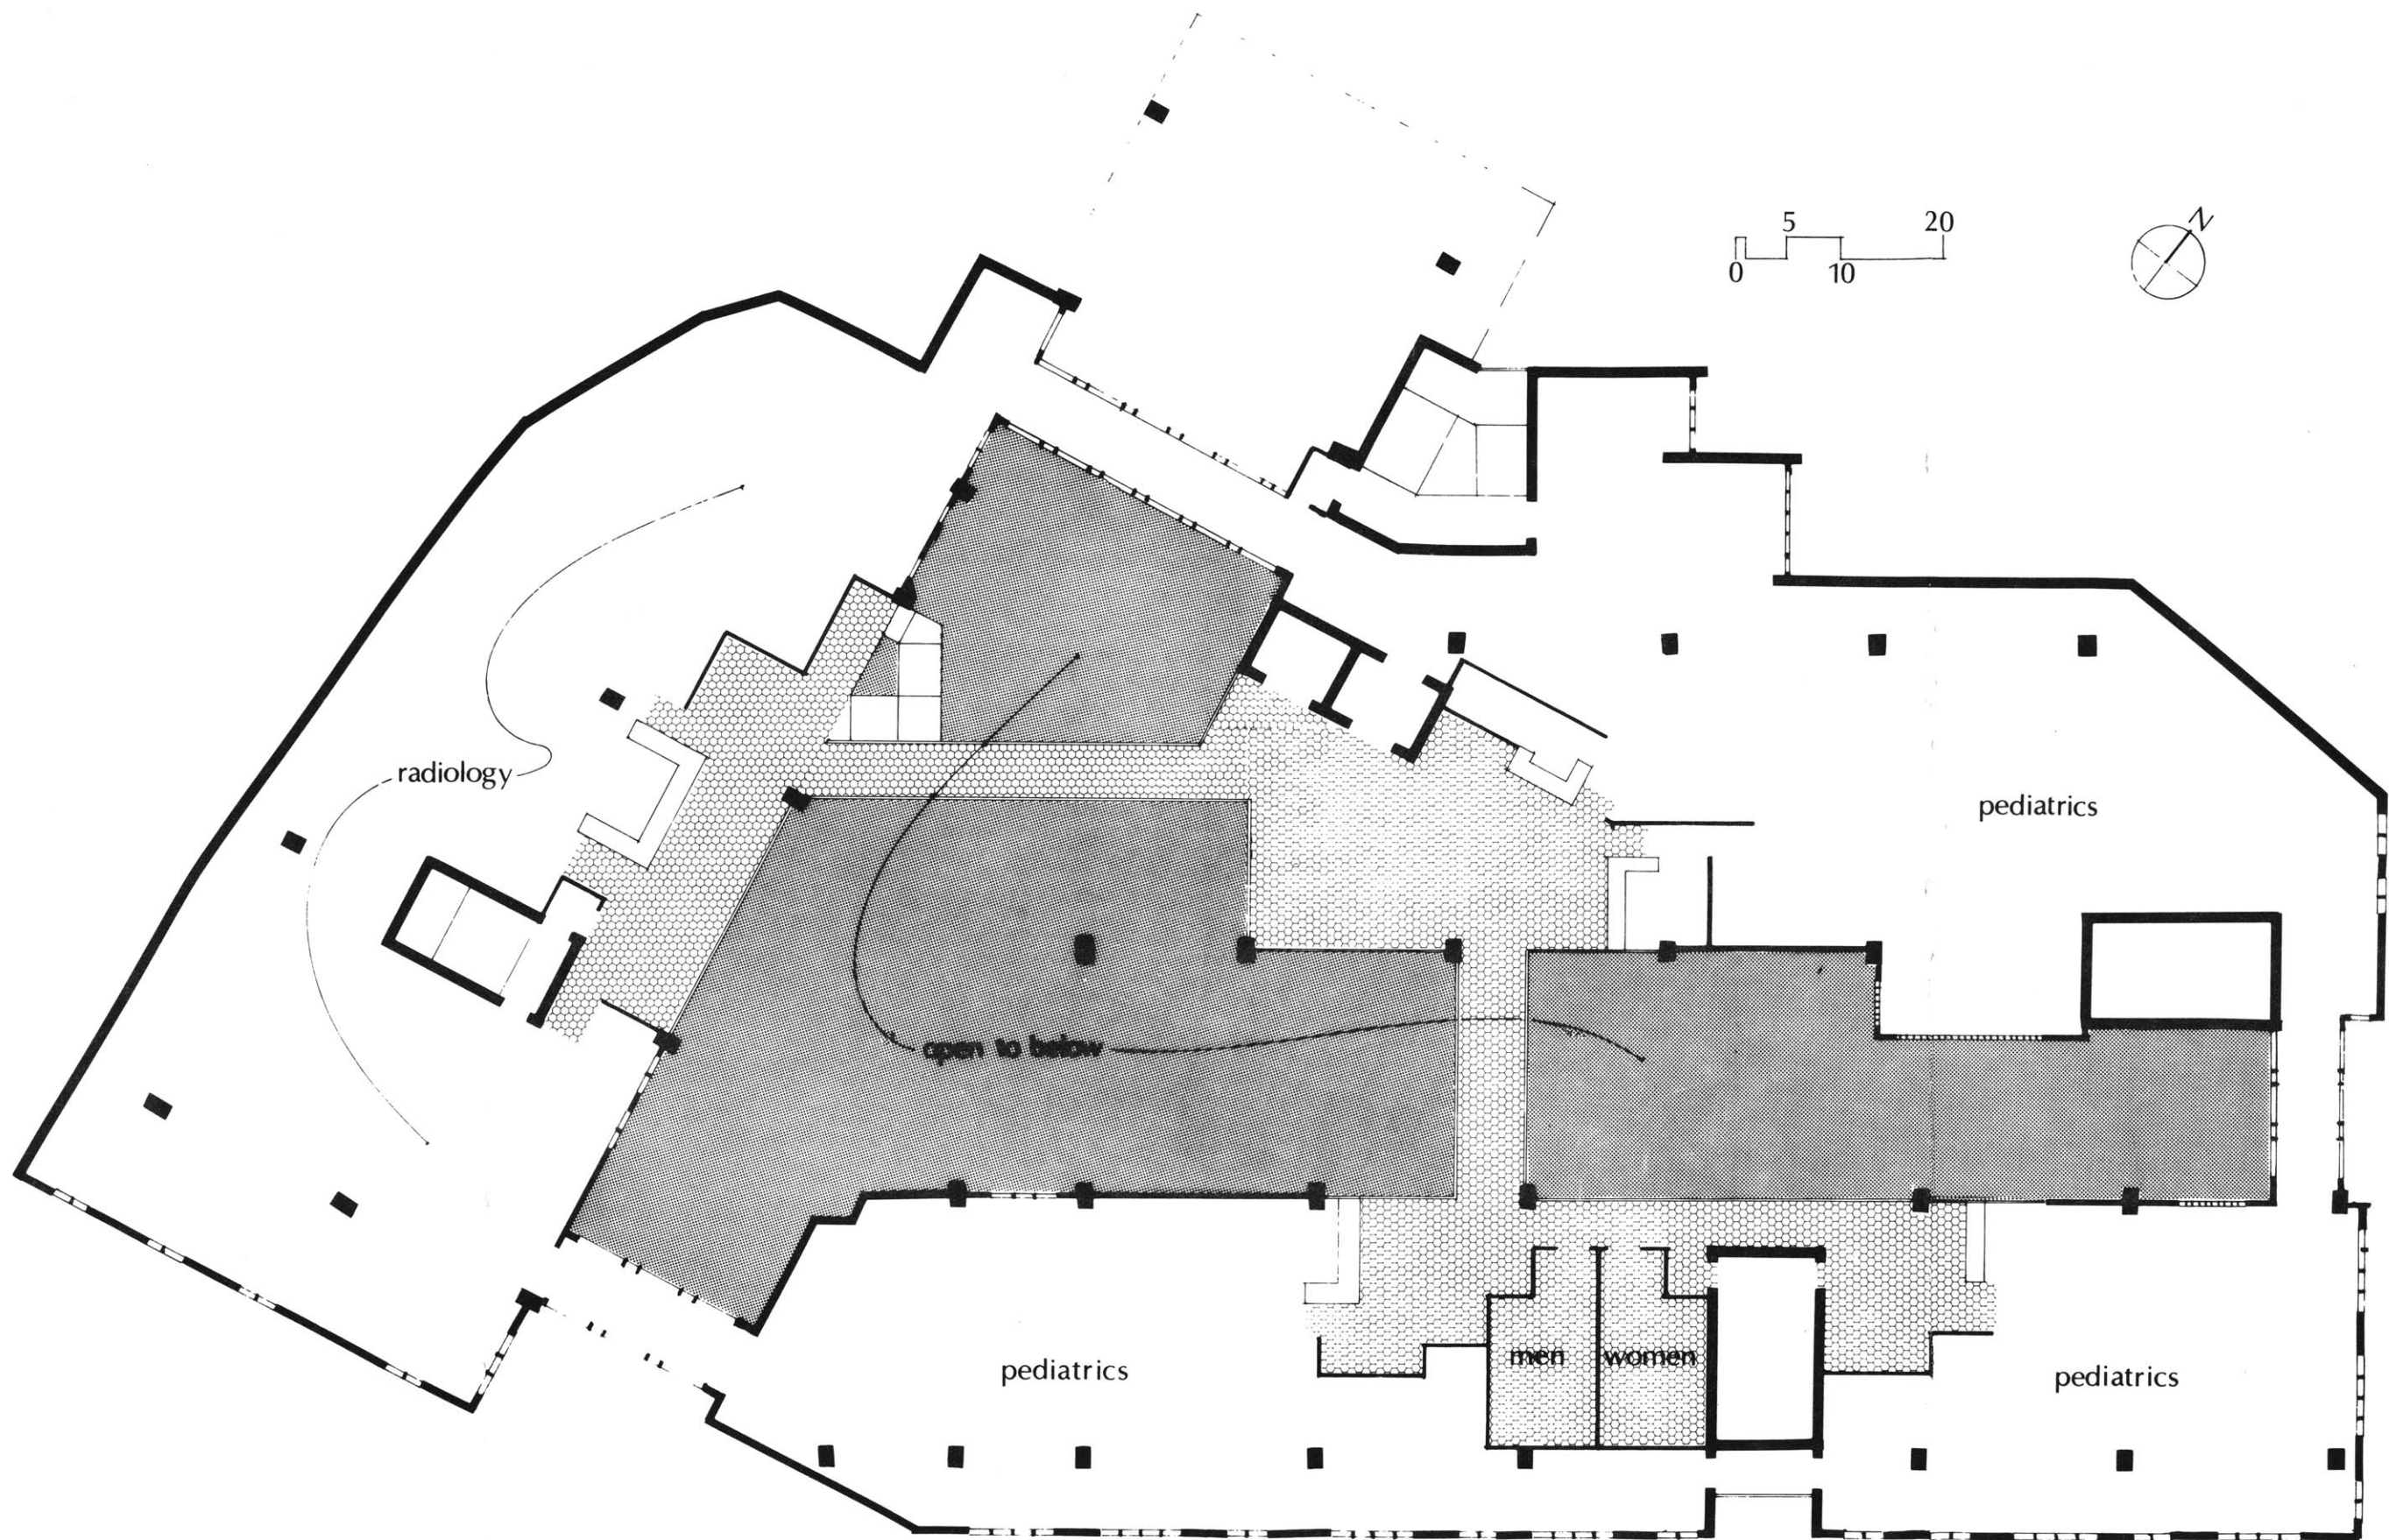 N
5 20
0 10
radiology
pediatrics
open to below
men women
pediatrics
pediatrics